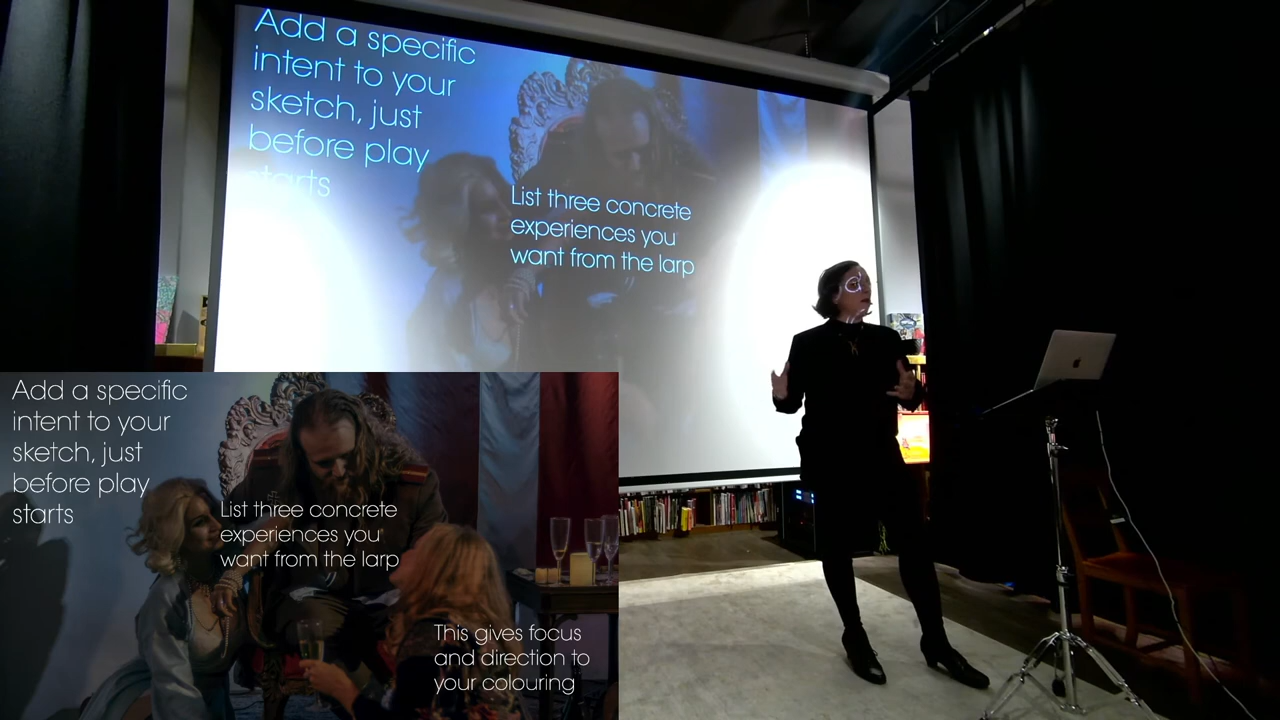 Add a specific
intent to your
sketch, just
before play
starts
List three concrete
experiences you
want from the larp
Add a specific
intent to your
sketch, just
before play
starts
List three concrete
experiences you
want from the larp
This gives focus
and direction to
your colouring